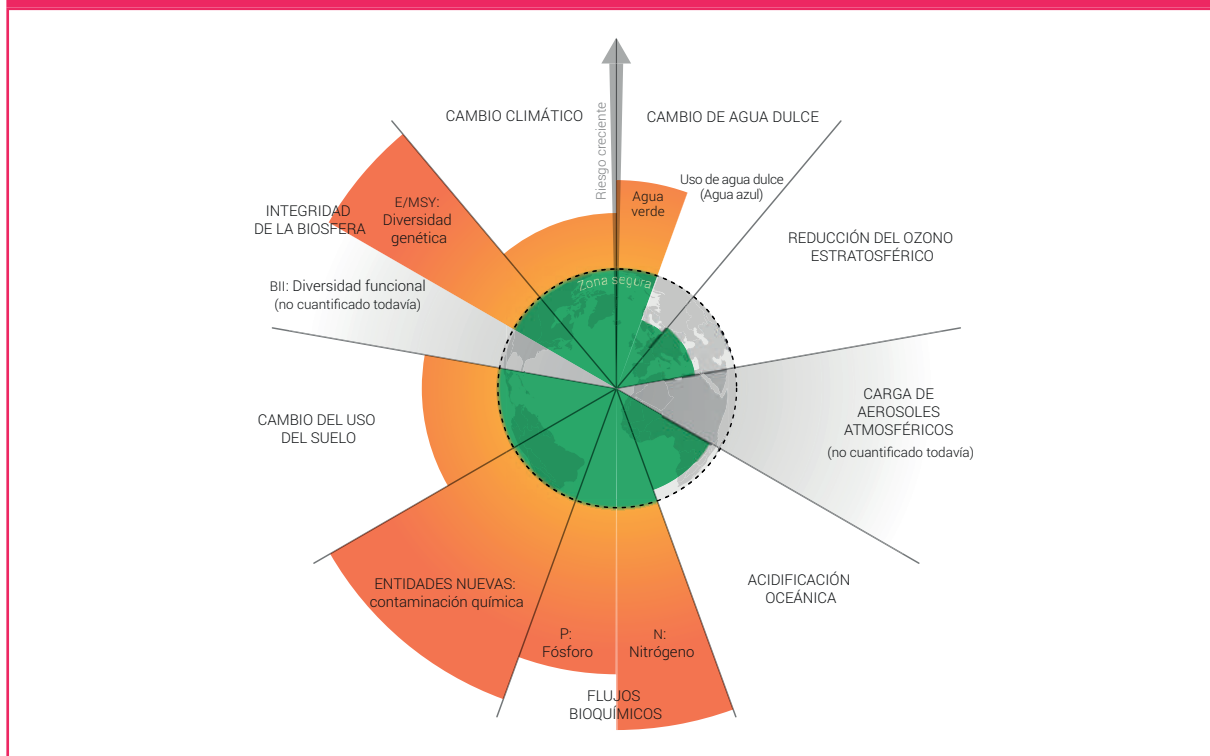 CAMBIO CLIMÁTICO
Riesgo creciente
CAMBIO DE AGUA DULCE
Agua
verde
Uso de agua dulce
(Agua azul)
REDUCCIÓN DEL OZONO
ESTRATOSFÉRICO
INTEGRIDAD
DE LA BIOSFERA
E/MSY:
Diversidad
genética
BII: Diversidad funcional
(no cuantificado todavía)
Zona segura
CARGA DE
AEROSOLES
ATMOSFÉRICOS
(no cuantificado todavía)
CAMBIO DEL USO
DEL SUELO
ENTIDADES NUEVAS:
contaminación química
P:
Fósforo
N:
Nitrógeno
FLUJOS
BIOQUÍMICOS
ACIDIFICACIÓN
OCEÁNICA